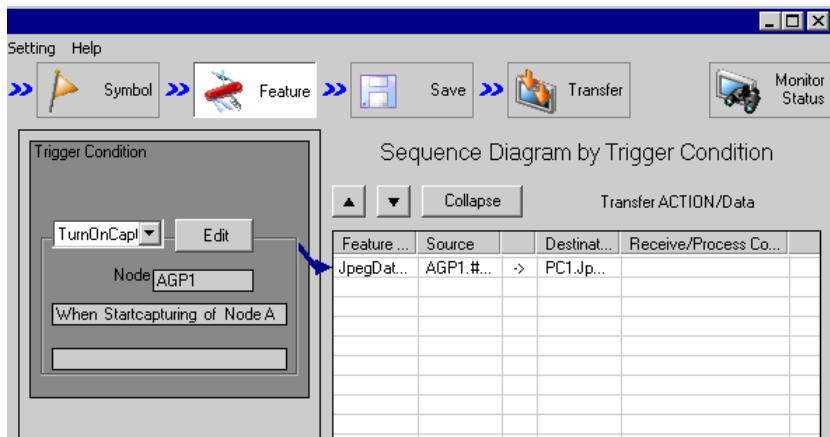 Setting Help
Symbol Feature Save Transfer Monitor Status
Trigger Condition
Sequence Diagram by Trigger Condition
Collapse Transfer ACTION/Data
TurnOnCapt Edit
Feature ... Source Destinat... Receive/Process Co...
JpegDat... AGP1.#... -> PC1.Jp...
Node AGP1
When Startcapturing of Node A